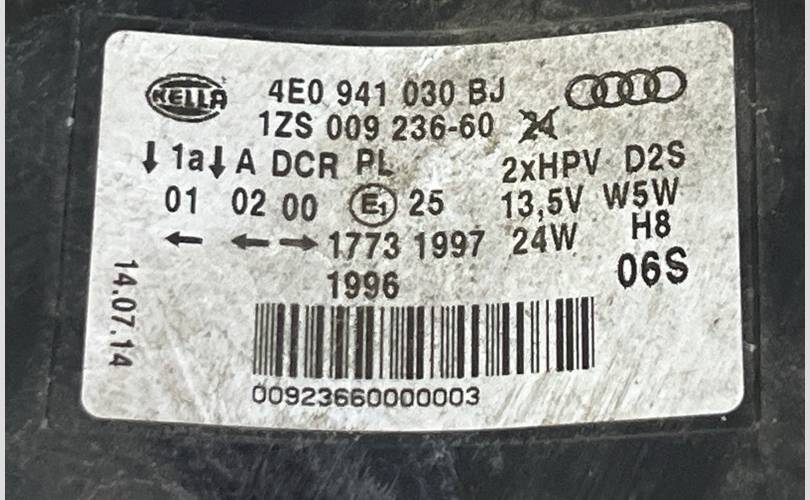 HELLA 4E0 941 030 BJ
1ZS 009 236-60 24
↓ 1a↓ A DCR PL 2xHPV D2S
01 02 00 E1 25 13,5V W5W
← ← → 1773 1997 24W H8
1996 06S
14.07.14
00923660000003